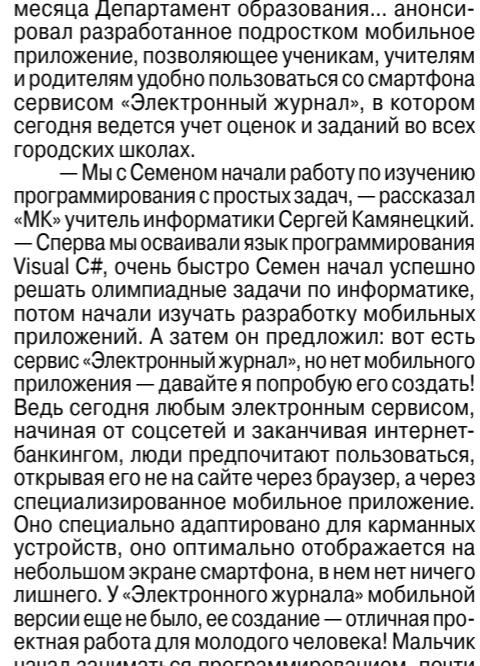 месяца Департамент образования... анонси-
ровал разработанное подростком мобильное
приложение, позволяющее ученикам, учителям
и родителям удобно пользоваться со смартфона
сервисом «Электронный журнал», в котором
сегодня ведется учет оценок и заданий во всех
городских школах.
— Мы с Семеном начали работу по изучению
программирования с простых задач, — рассказал
«МК» учитель информатики Сергей Камянецкий.
— Сперва мы осваивали язык программирования
Visual C#, очень быстро Семен начал успешно
решать олимпиадные задачи по информатике,
потом начали изучать разработку мобильных
приложений. А затем он предложил: вот есть
сервис «Электронный журнал», но нет мобильного
приложения — давайте я попробую его создать!
Ведь сегодня любым электронным сервисом,
начиная от соцсетей и заканчивая интернет-
банкингом, люди предпочитают пользоваться,
открывая его не на сайте через браузер, а через
специализированное мобильное приложение.
Оно специально адаптировано для карманных
устройств, оно оптимально отображается на
небольшом экране смартфона, в нем нет ничего
лишнего. У «Электронного журнала» мобильной
версии еще не было, ее создание — отличная про-
ектная работа для молодого человека! Мальчик
начал заниматься программированием, почти